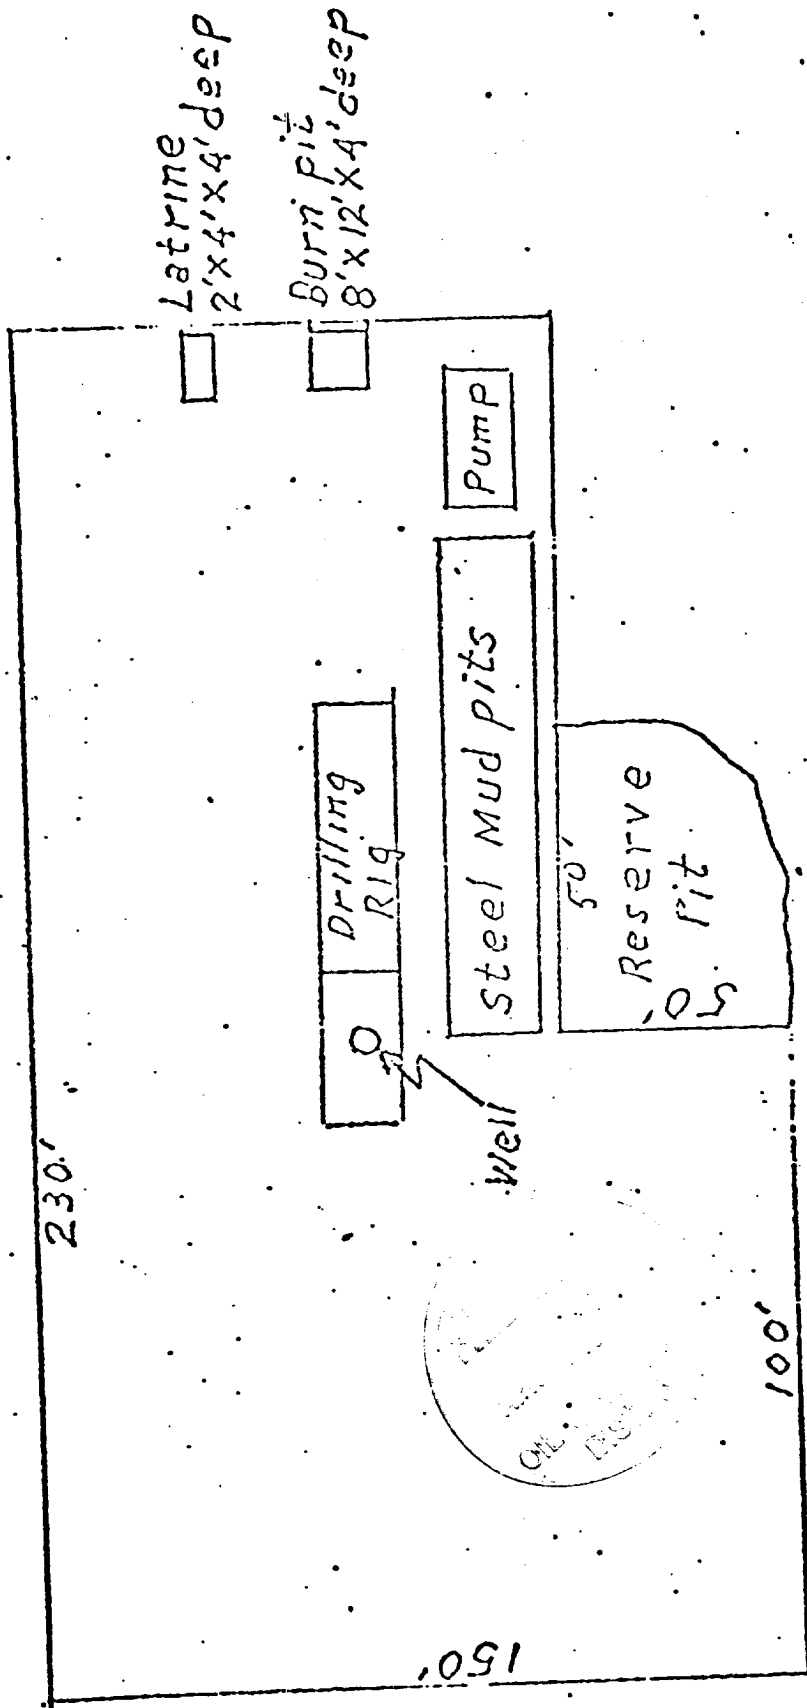 Latrine
2'x4'x4' deep
Burn pit
8'x12'x4' deep
230'
Pump
Drilling
Rig
Steel Mud pits
50'
Reserve
Pit
50'
Well
100'
150'
OIL